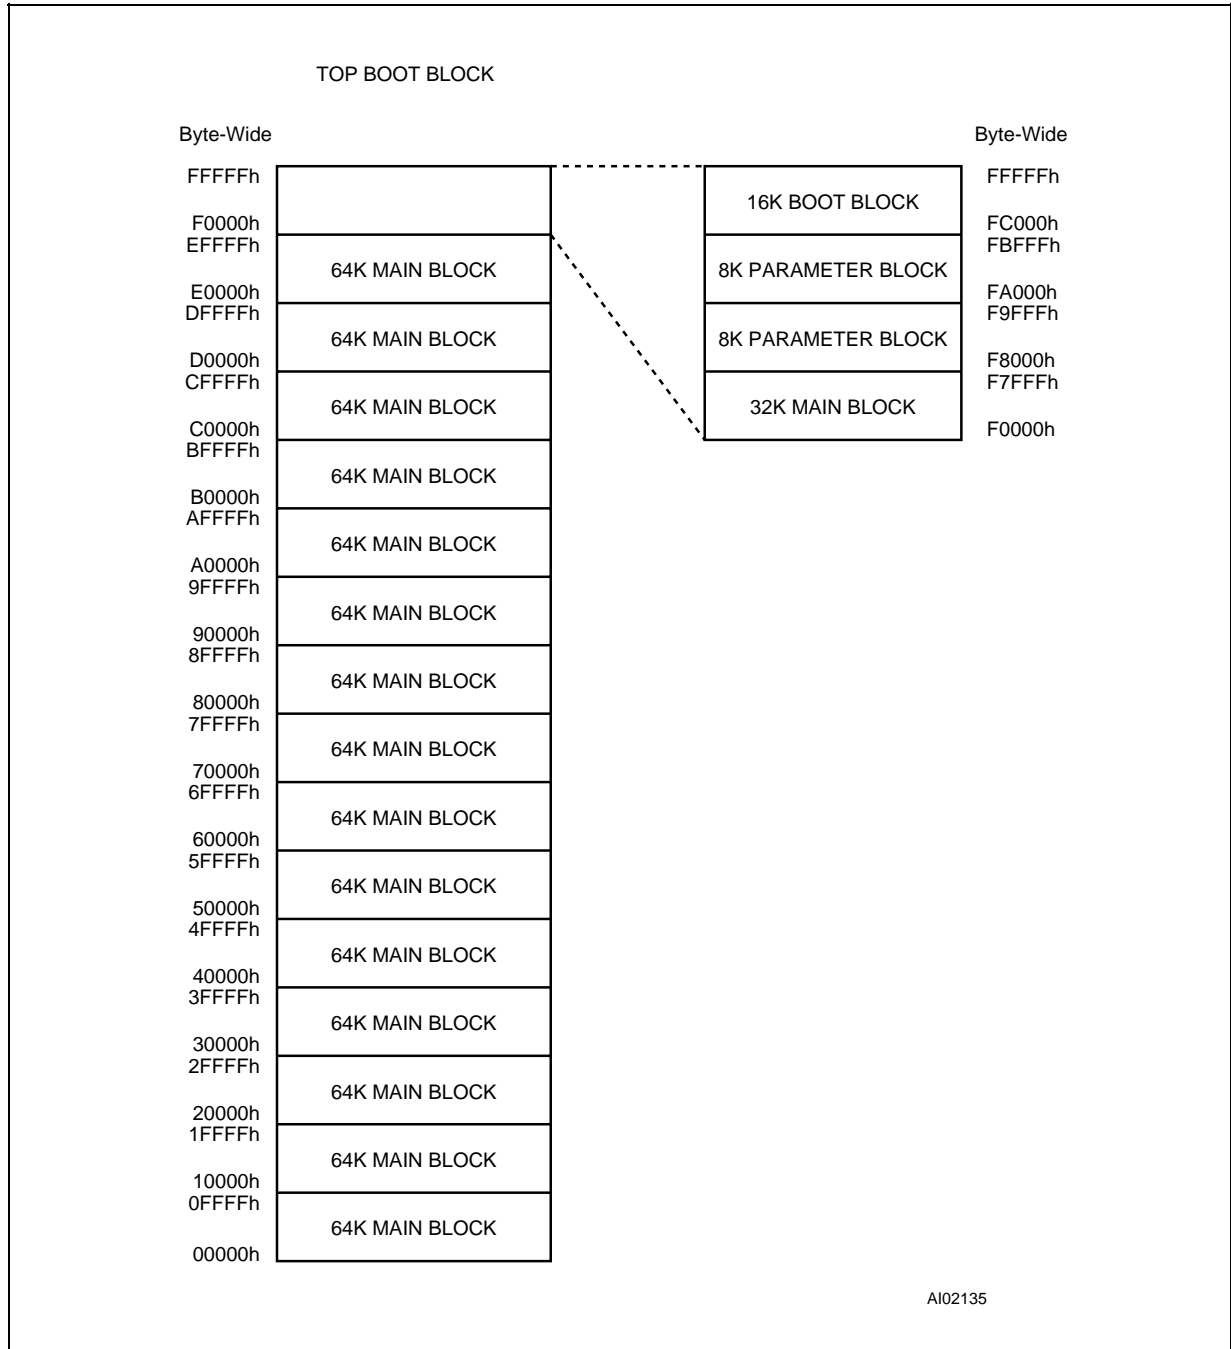 TOP BOOT BLOCK
Byte-Wide
FFFFFh
F0000h
EFFFFh
64K MAIN BLOCK
E0000h
DFFFFh
64K MAIN BLOCK
D0000h
CFFFFh
64K MAIN BLOCK
C0000h
BFFFFh
64K MAIN BLOCK
B0000h
AFFFFh
64K MAIN BLOCK
A0000h
9FFFFh
64K MAIN BLOCK
90000h
8FFFFh
64K MAIN BLOCK
80000h
7FFFFh
64K MAIN BLOCK
70000h
6FFFFh
64K MAIN BLOCK
60000h
5FFFFh
64K MAIN BLOCK
50000h
4FFFFh
64K MAIN BLOCK
40000h
3FFFFh
64K MAIN BLOCK
30000h
2FFFFh
64K MAIN BLOCK
20000h
1FFFFh
64K MAIN BLOCK
10000h
0FFFFh
64K MAIN BLOCK
00000h
Byte-Wide
FFFFFh
16K BOOT BLOCK
FC000h
FBFFFh
8K PARAMETER BLOCK
FA000h
F9FFFh
8K PARAMETER BLOCK
F8000h
F7FFFh
32K MAIN BLOCK
F0000h
AI02135